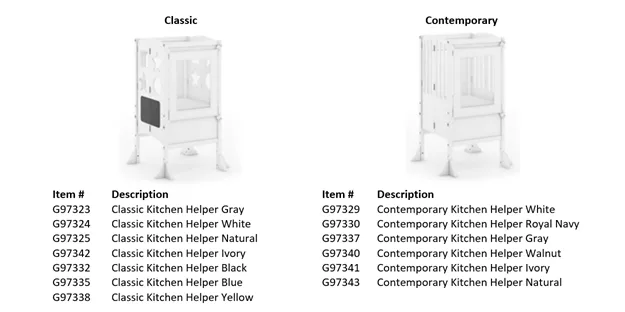 Classic
Contemporary
Item # Description
G97323 Classic Kitchen Helper Gray
G97324 Classic Kitchen Helper White
G97325 Classic Kitchen Helper Natural
G97342 Classic Kitchen Helper Ivory
G97332 Classic Kitchen Helper Black
G97335 Classic Kitchen Helper Blue
G97338 Classic Kitchen Helper Yellow
Item # Description
G97329 Contemporary Kitchen Helper White
G97330 Contemporary Kitchen Helper Royal Navy
G97337 Contemporary Kitchen Helper Gray
G97340 Contemporary Kitchen Helper Walnut
G97341 Contemporary Kitchen Helper Ivory
G97343 Contemporary Kitchen Helper Natural